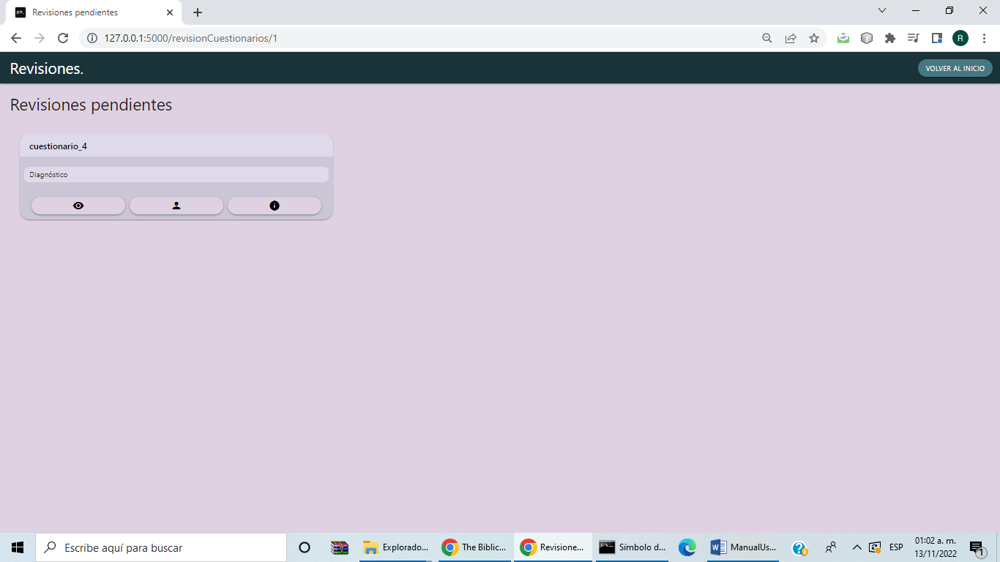 Revisiones pendientes
127.0.0.1:5000/revisionCuestionarios/1
R
Revisiones.
VOLVER AL INICIO
Revisiones pendientes
cuestionario_4
Diagnóstico
Escribe aquí para buscar
Explorado...
The Biblic...
Revisione...
Símbolo d...
ManualUs...
ESP
01:02 a. m.
13/11/2022
1